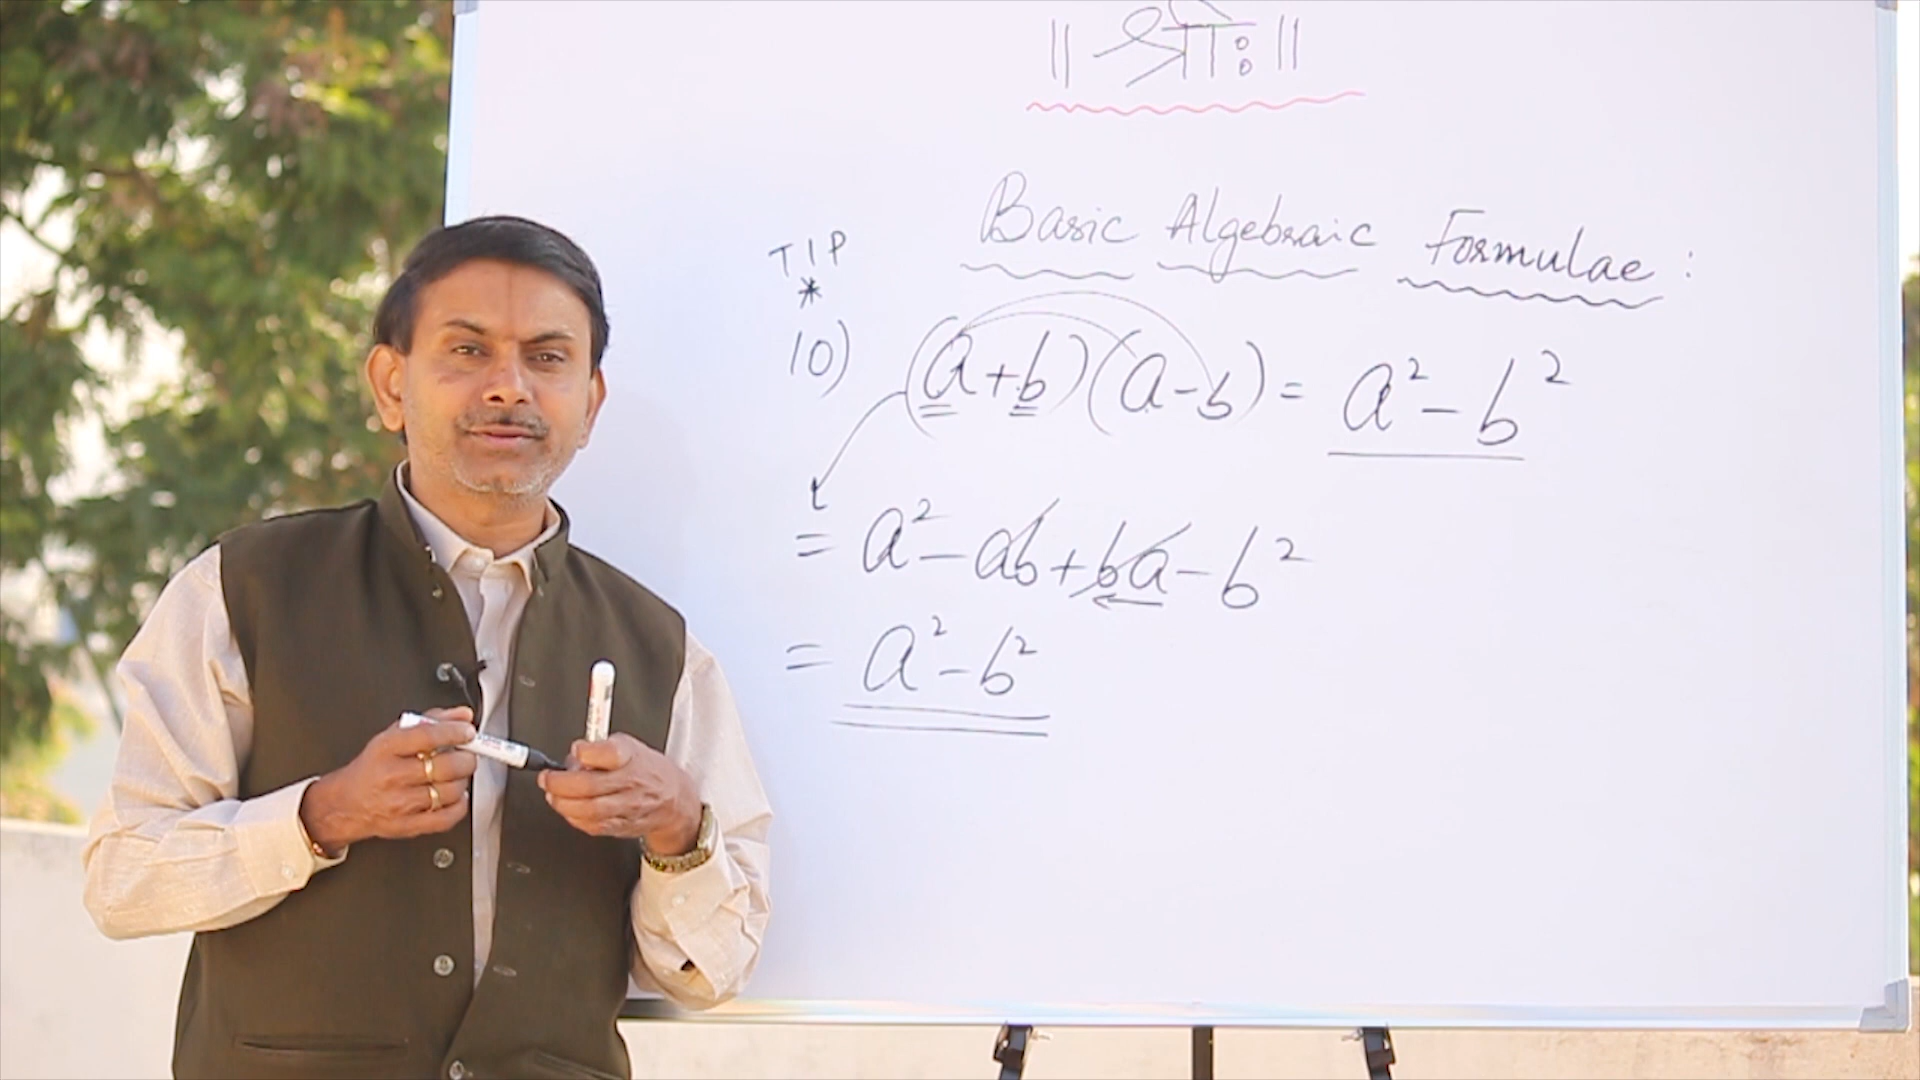 ॥ श्रीः ॥
Basic Algebraic Formulae :
TIP
*
10) (a+b)(a-b) = a² - b²
= a² - ab + ba - b²
= a² - b²